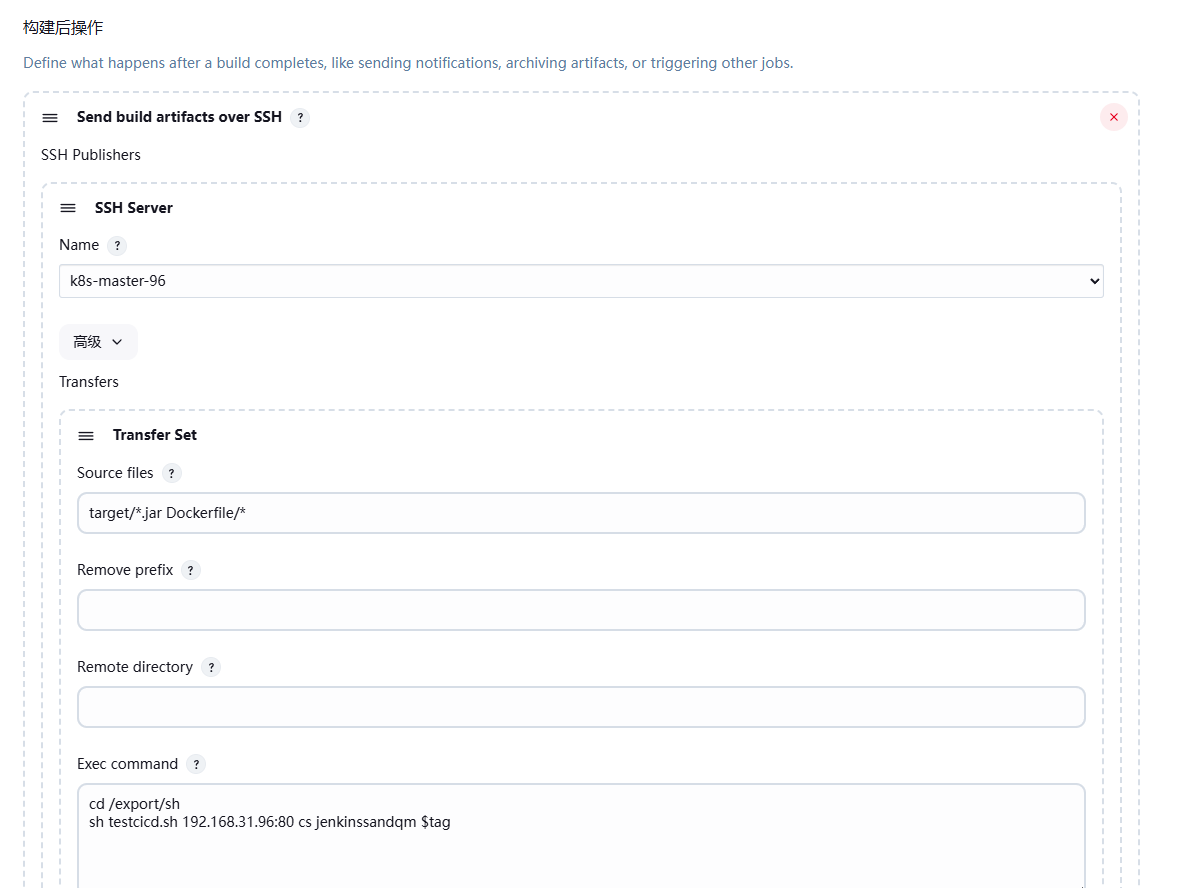 构建后操作
Define what happens after a build completes, like sending notifications, archiving artifacts, or triggering other jobs.
Send build artifacts over SSH ?
SSH Publishers
SSH Server
Name ?
k8s-master-96
高级
Transfers
Transfer Set
Source files ?
target/*.jar Dockerfile/*
Remove prefix ?
Remote directory ?
Exec command ?
cd /export/sh
sh testcicd.sh 192.168.31.96:80 cs jenkinssandqm $tag